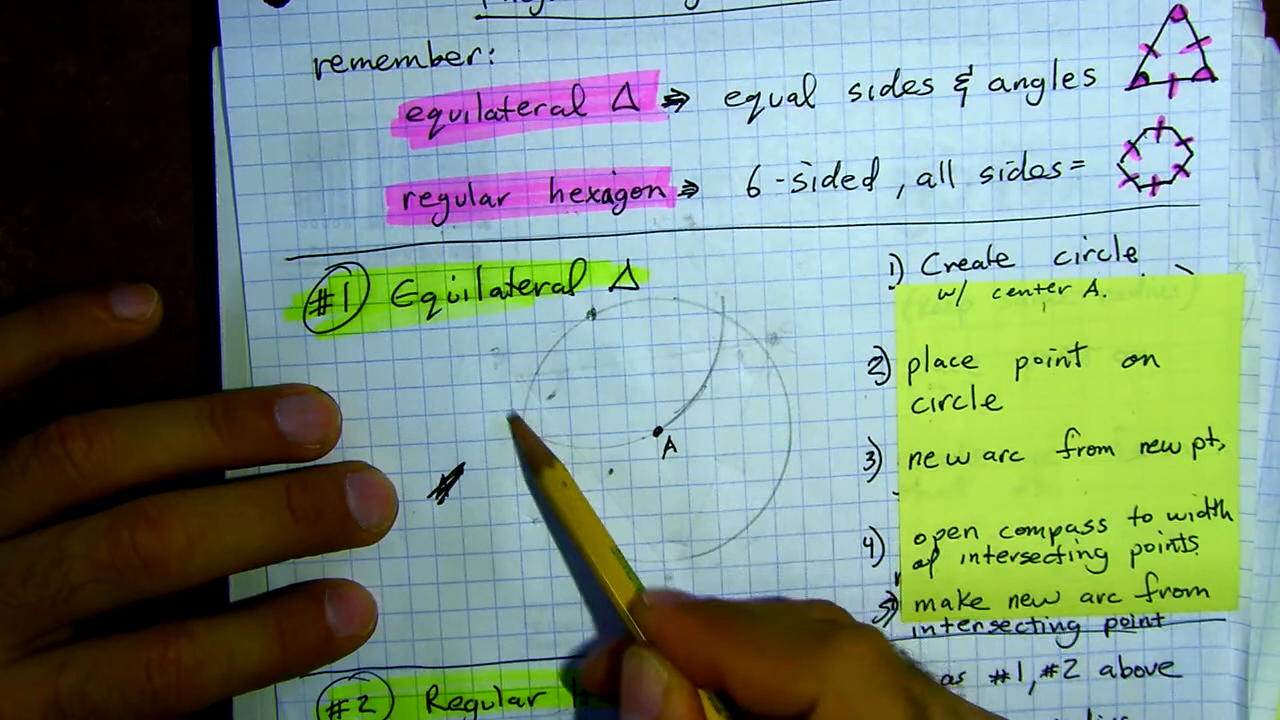 remember:
equilateral Δ ⇒ equal sides & angles
regular hexagon ⇒ 6-sided, all sides =
#1) Equilateral Δ
A
1) Create circle
w/ center A.
2) place point on
circle
3) new arc from new pt,
4) open compass to width
of intersecting points
5) make new arc from
intersecting point
#2) Regular
as #1, #2 above